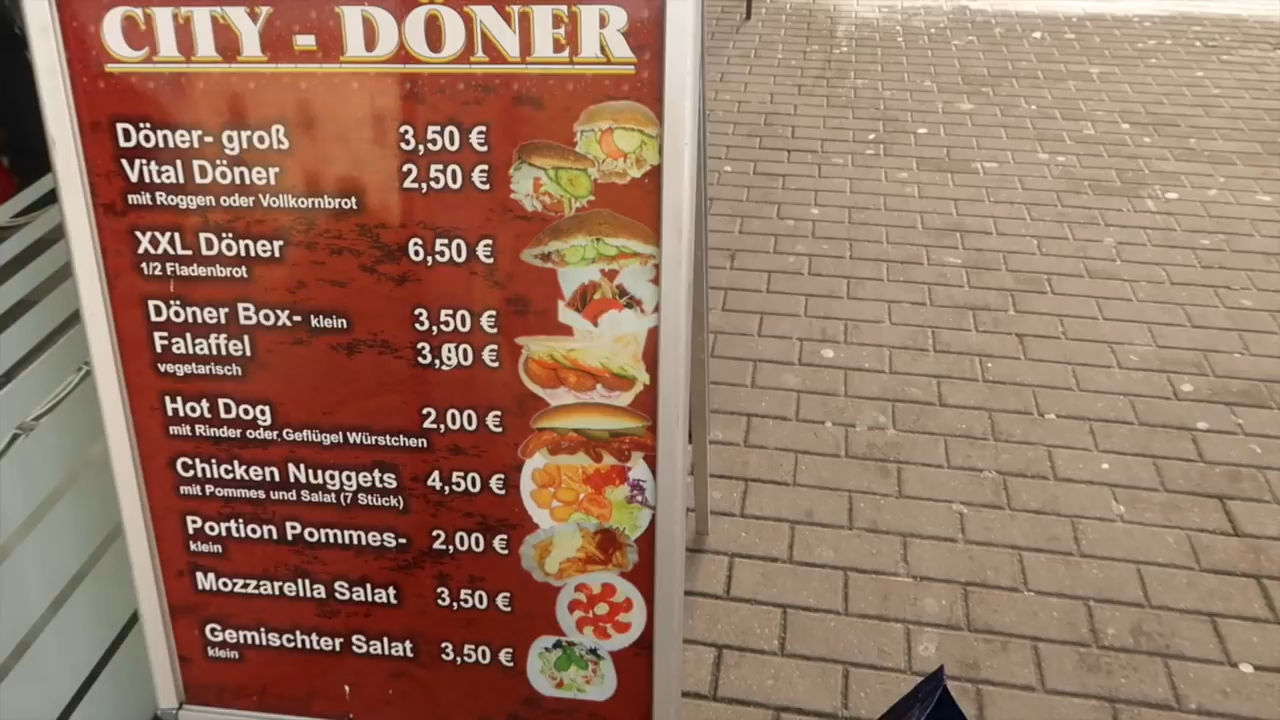 CITY - DÖNER
Döner- groß 3,50 €
Vital Döner 2,50 €
mit Roggen oder Vollkornbrot
XXL Döner 6,50 €
1/2 Fladenbrot
Döner Box- klein 3,50 €
Falaffel €
vegetarisch
Hot Dog 2,00 €
mit Rinder oder Geflügel Würstchen
Chicken Nuggets 4,50 €
mit Pommes und Salat (7 Stück)
Portion Pommes- 2,00 €
klein
Mozzarella Salat 3,50 €
Gemischter Salat 3,50 €
klein